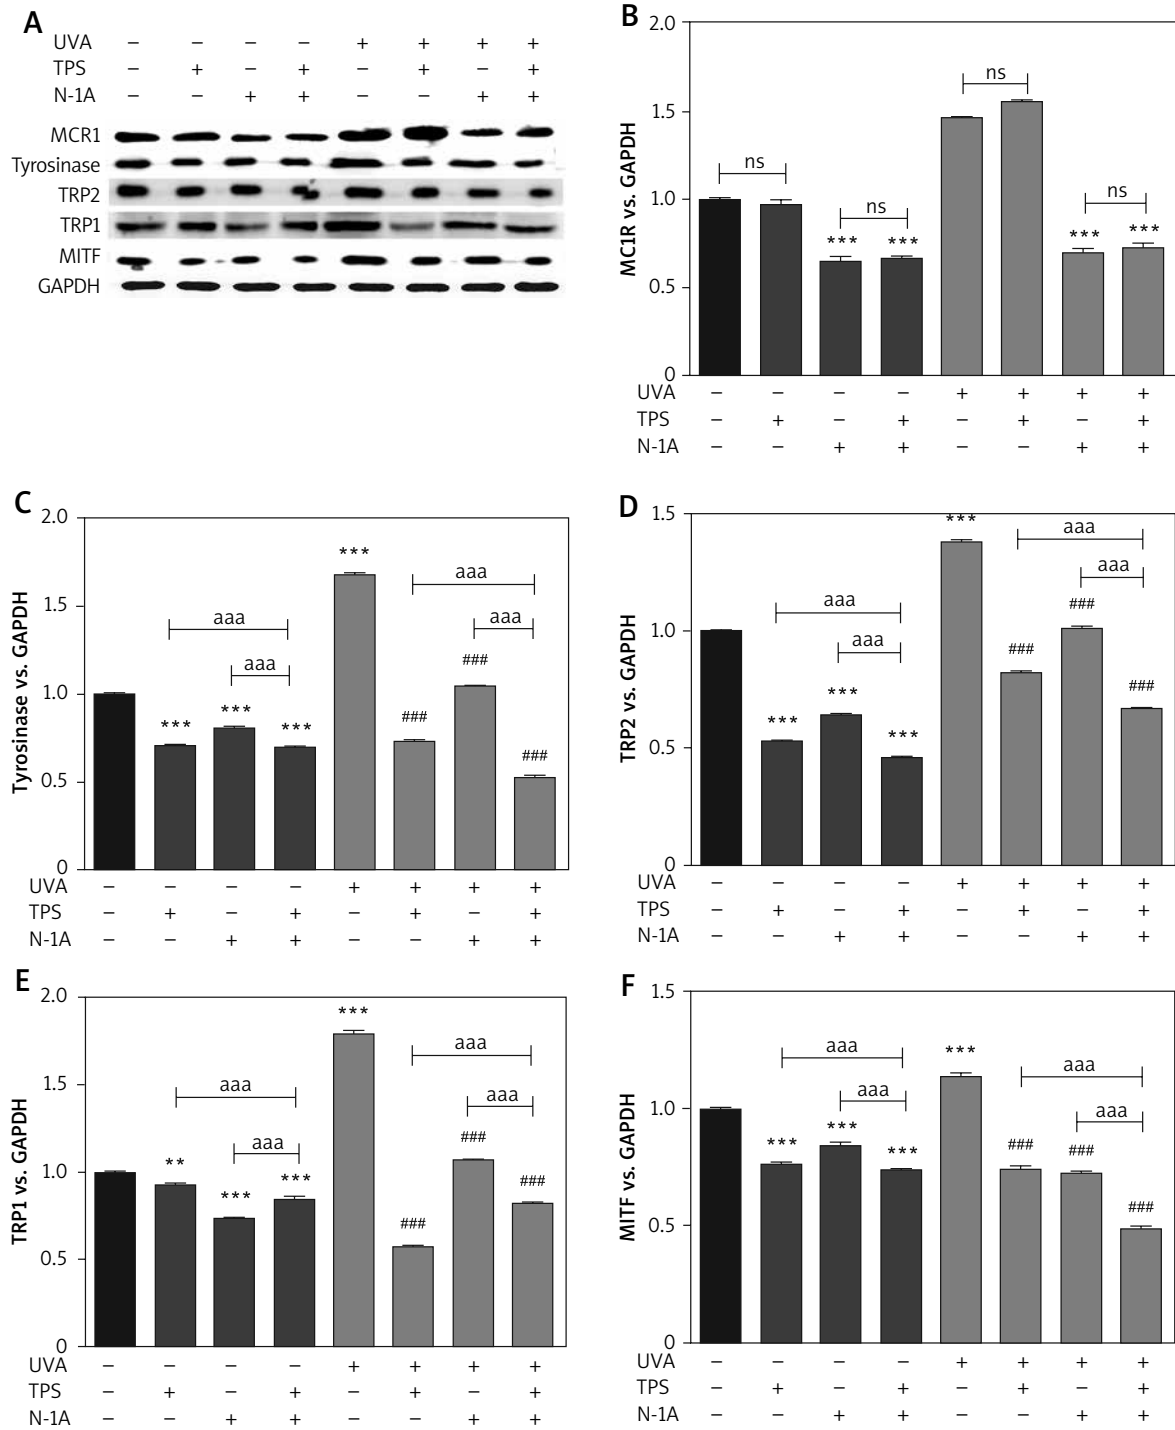 A
UVA − − − − + + + +
TPS − + − + − + − +
N-1A − − + + − − + +
MCR1
Tyrosinase
TRP2
TRP1
MITF
GAPDH
B
MC1R vs. GAPDH
2.0
1.5
1.0
0.5
0
ns
ns
ns
ns
*** *** *** ***
UVA − − − − + + + +
TPS − + − + − + − +
N-1A − − + + − − + +
C
Tyrosinase vs. GAPDH
2.0
1.5
1.0
0.5
0
***
aaa
aaa
aaa
aaa
*** *** *** ### ### ###
UVA − − − − + + + +
TPS − + − + − + − +
N-1A − − + + − − + +
D
TRP2 vs. GAPDH
1.5
1.0
0.5
0
***
aaa
aaa
aaa
aaa
*** *** *** ### ### ###
UVA − − − − + + + +
TPS − + − + − + − +
N-1A − − + + − − + +
E
TRP1 vs. GAPDH
2.0
1.5
1.0
0.5
0
***
aaa
aaa
aaa
aaa
** *** *** ### ### ###
UVA − − − − + + + +
TPS − + − + − + − +
N-1A − − + + − − + +
F
MITF vs. GAPDH
1.5
1.0
0.5
0
aaa
***
aaa
aaa
aaa
*** *** *** ### ### ###
UVA − − − − + + + +
TPS − + − + − + − +
N-1A − − + + − − + +